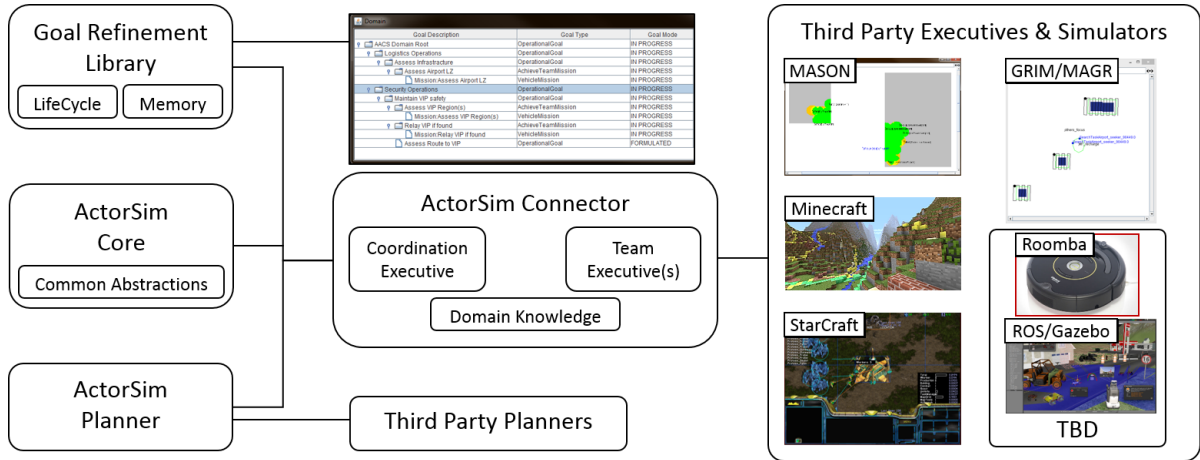 Goal Refinement
Library
LifeCycle
Memory
ActorSim
Core
Common Abstractions
ActorSim
Planner
Domain
Goal Description Goal Type Goal Mode
AACS Domain Root OperationalGoal IN PROGRESS
Logistics Operations OperationalGoal IN PROGRESS
Assess Infrastructure OperationalGoal IN PROGRESS
Assess Airport LZ AchieveTeamMission IN PROGRESS
Mission:Assess Airport LZ VehicleMission IN PROGRESS
Security Operations OperationalGoal IN PROGRESS
Maintain VIP safety OperationalGoal IN PROGRESS
Assess VIP Region(s) AchieveTeamMission IN PROGRESS
Mission:Assess VIP Region(s) VehicleMission IN PROGRESS
Relay VIP if found AchieveTeamMission IN PROGRESS
Mission:Relay VIP if found VehicleMission IN PROGRESS
Assess Route to VIP OperationalGoal FORMULATED
ActorSim Connector
Coordination
Executive
Team
Executive(s)
Domain Knowledge
Third Party Planners
Third Party Executives & Simulators
MASON
GRIM/MAGR
Minecraft
StarCraft
Roomba
ROS/Gazebo
TBD